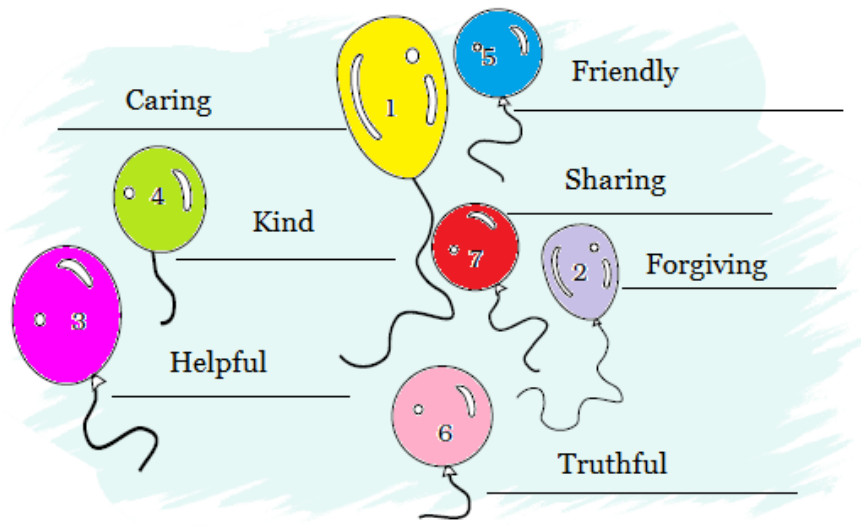 5
Friendly
Caring
1
Sharing
4
Kind
7
2
Forgiving
3
Helpful
6
Truthful